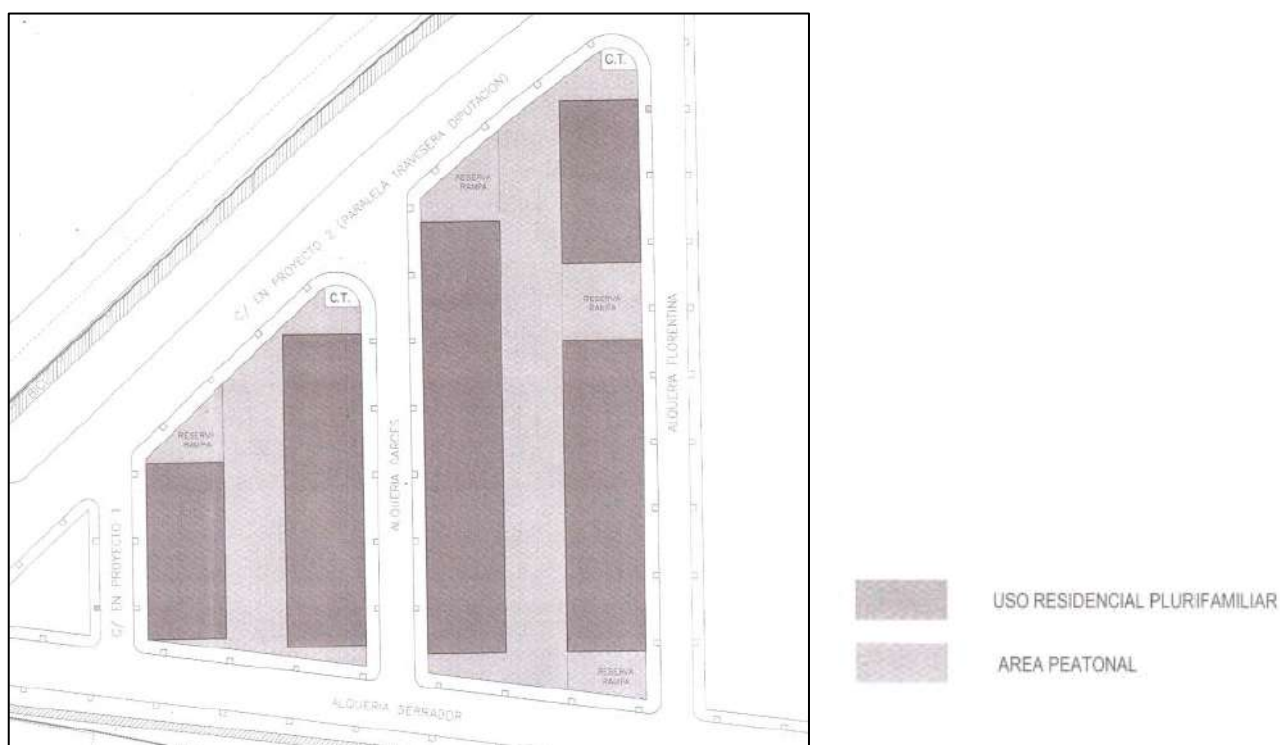 C.T.
C/ EN PROYECTO 2 (PARALELA TRAVESERA DIPUTACION)
RESERVA
RAMPA
C.T.
RESERVA
RAMPA
ALQUERIA FLORENTINA
BICI
RESERVA
RAMPA
ALQUERIA GARCES
C/ EN PROYECTO 1
RESERVA
RAMPA
ALQUERIA SERRADOR
USO RESIDENCIAL PLURIFAMILIAR
AREA PEATONAL